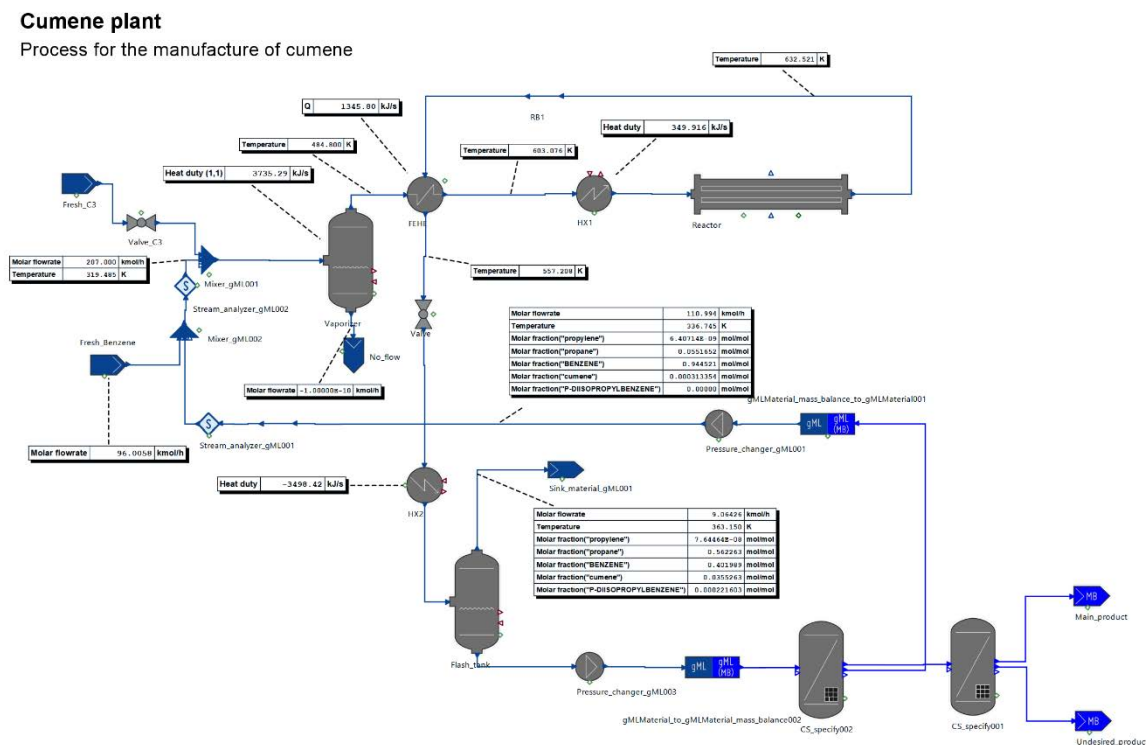 Cumene plant
Process for the manufacture of cumene
Temperature 632.521 K
Q 1345.80 kJ/s
RB1
Heat duty 349.916 kJ/s
Temperature 484.800 K
Temperature 603.076 K
Heat duty (1,1) 3735.29 kJ/s
Fresh_C3
FEHE
HX1
Reactor
Valve_C3
Molar flowrate 207.000 kmol/h
Temperature 319.485 K
Temperature 557.208 K
Mixer_gML001
S
Stream_analyzer_gML002
Vaporizer
Valve
Fresh_Benzene
Mixer_gML002
No_flow
Molar flowrate 110.994 kmol/h
Temperature 336.745 K
Molar fraction("propylene") 6.40714E-09 mol/mol
Molar fraction("propane") 0.0551652 mol/mol
Molar fraction("BENZENE") 0.944521 mol/mol
Molar fraction("cumene") 0.000313354 mol/mol
Molar fraction("P-DIISOPROPYLBENZENE") 0.00000 mol/mol
Molar flowrate -1.00000E-10 kmol/h
gMLMaterial_mass_balance_to_gMLMaterial001
S
gML gML (MB)
Stream_analyzer_gML001
Pressure_changer_gML001
Molar flowrate 96.0058 kmol/h
Heat duty -3498.42 kJ/s
HX2
Sink_material_gML001
Molar flowrate 9.06426 kmol/h
Temperature 363.150 K
Molar fraction("propylene") 7.64464E-08 mol/mol
Molar fraction("propane") 0.562263 mol/mol
Molar fraction("BENZENE") 0.401989 mol/mol
Molar fraction("cumene") 0.0355263 mol/mol
Molar fraction("P-DIISOPROPYLBENZENE") 0.000221603 mol/mol
MB
Main_product
Flash_tank
gML gML (MB)
Pressure_changer_gML003
gMLMaterial_to_gMLMaterial_mass_balance002
CS_specify002
CS_specify001
MB
Undesired_product